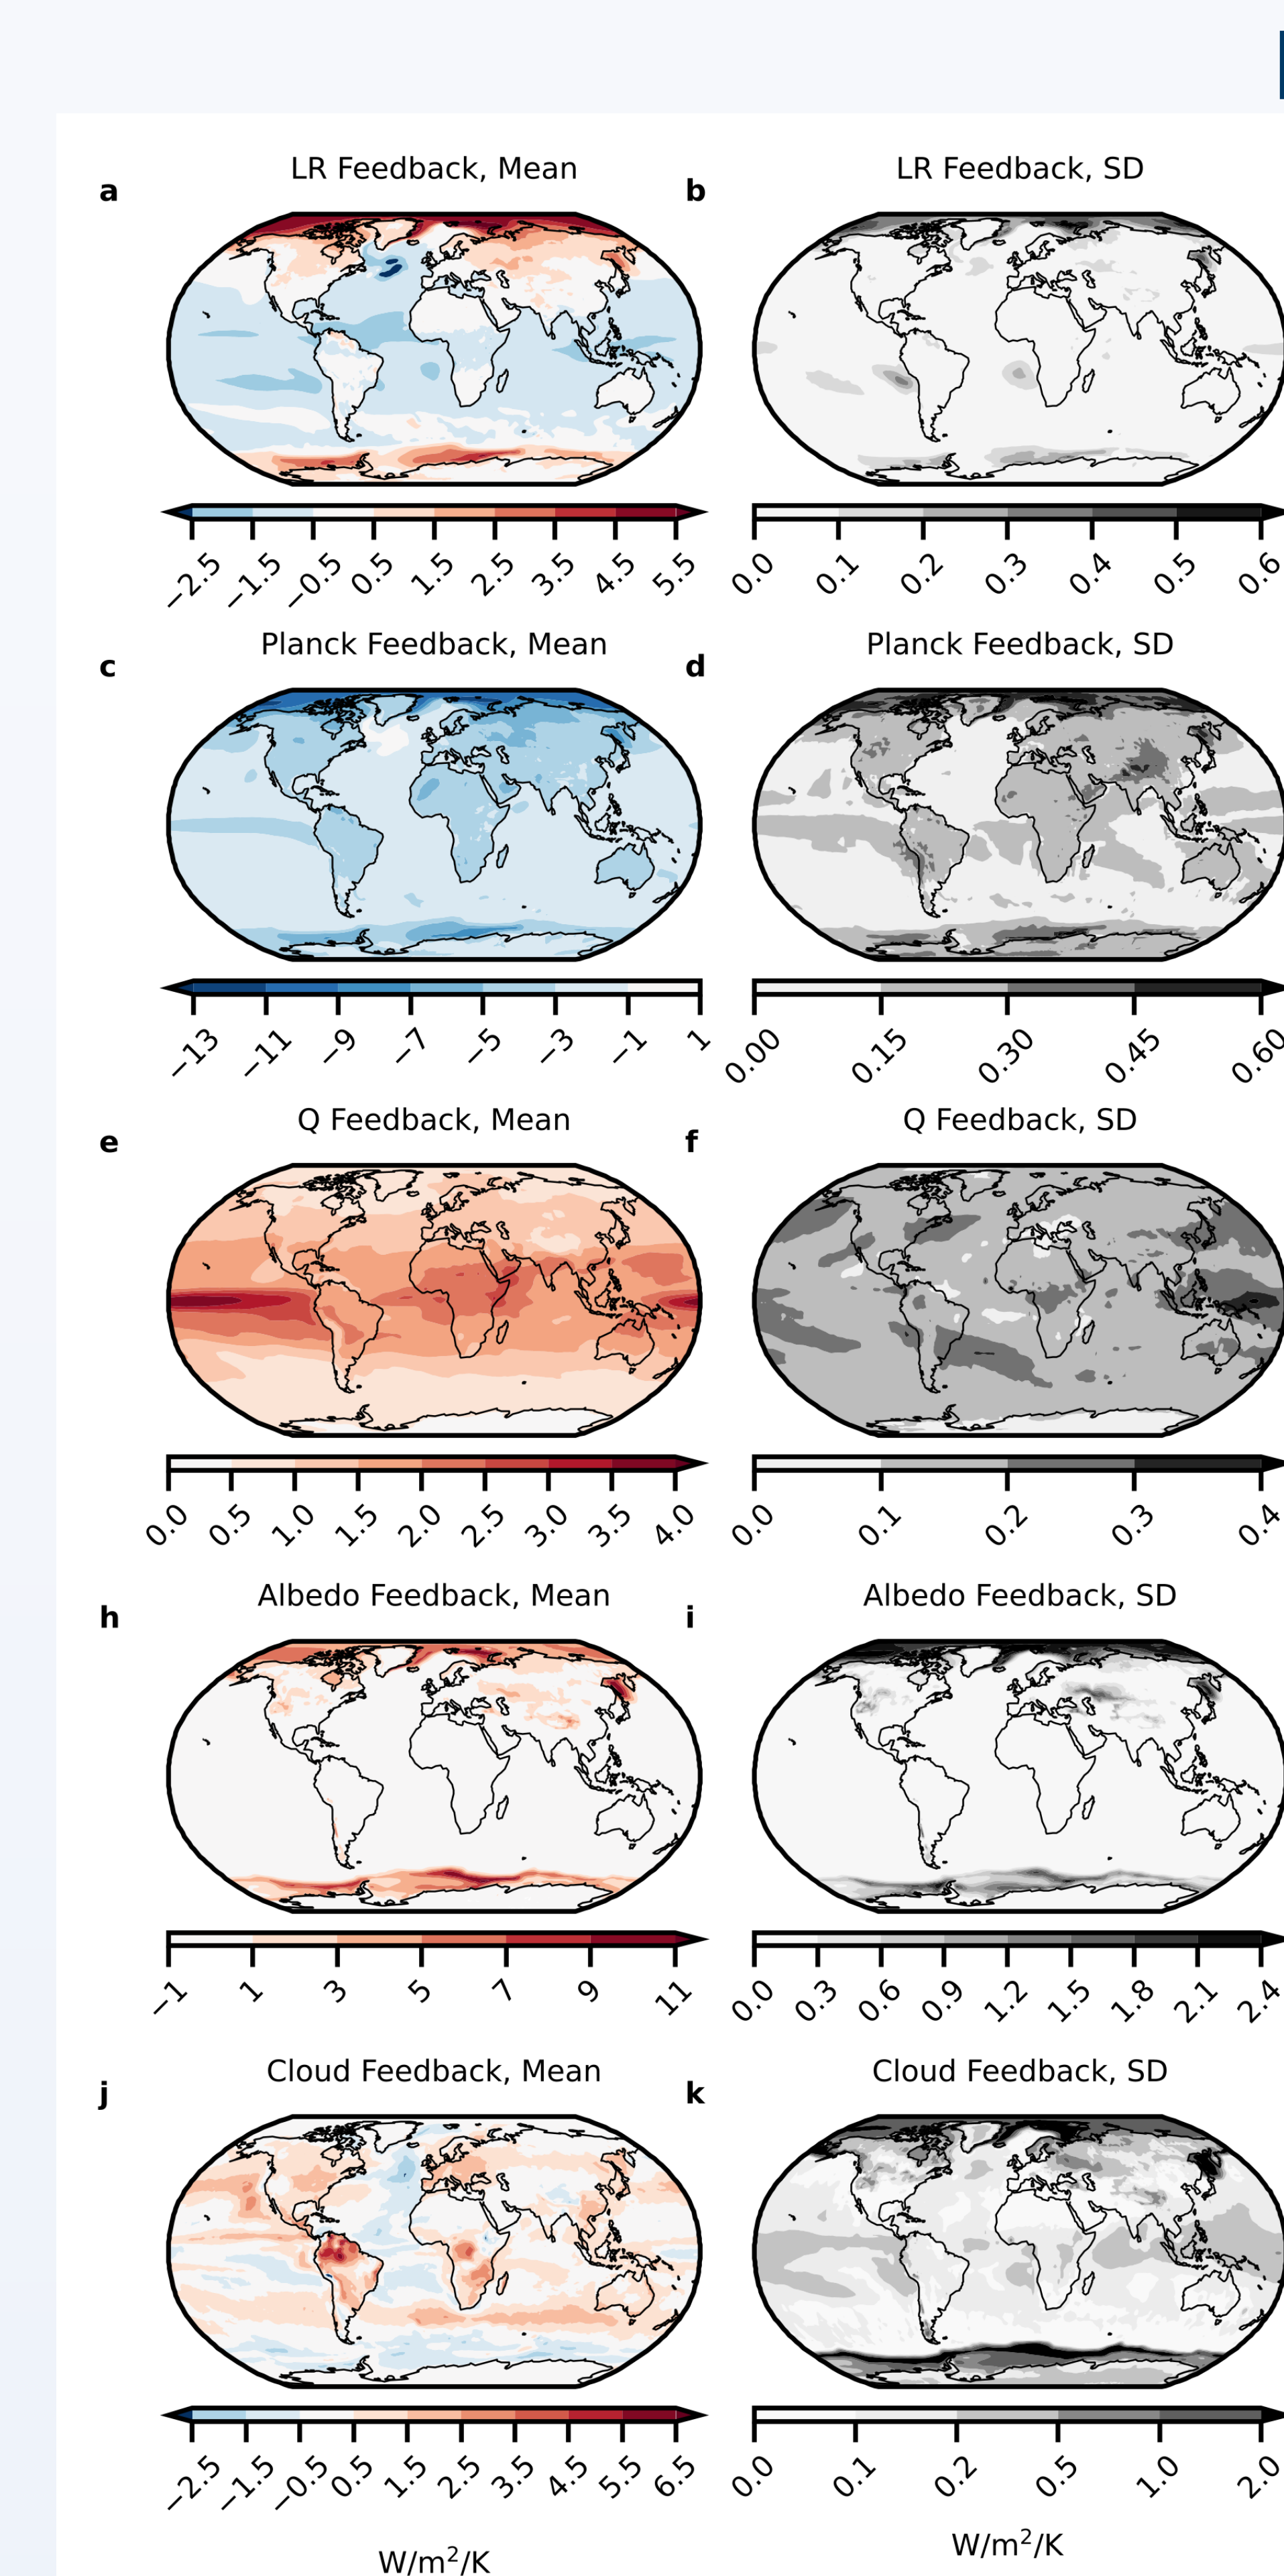 LR Feedback, Mean
LR Feedback, SD
a
b
−2.5 −1.5 −0.5 0.5 1.5 2.5 3.5 4.5 5.5
0.0 0.1 0.2 0.3 0.4 0.5 0.6
Planck Feedback, Mean
Planck Feedback, SD
c
d
−13 −11 −9 −7 −5 −3 −1 1
0.00 0.15 0.30 0.45 0.60
Q Feedback, Mean
Q Feedback, SD
e
f
0.0 0.5 1.0 1.5 2.0 2.5 3.0 3.5 4.0
0.0 0.1 0.2 0.3 0.4
Albedo Feedback, Mean
Albedo Feedback, SD
h
i
−1 1 3 5 7 9 11
0.0 0.3 0.6 0.9 1.2 1.5 1.8 2.1 2.4
Cloud Feedback, Mean
Cloud Feedback, SD
j
k
−2.5 −1.5 −0.5 0.5 1.5 2.5 3.5 4.5 5.5 6.5
0.0 0.1 0.2 0.5 1.0 2.0
W/m²/K
W/m²/K